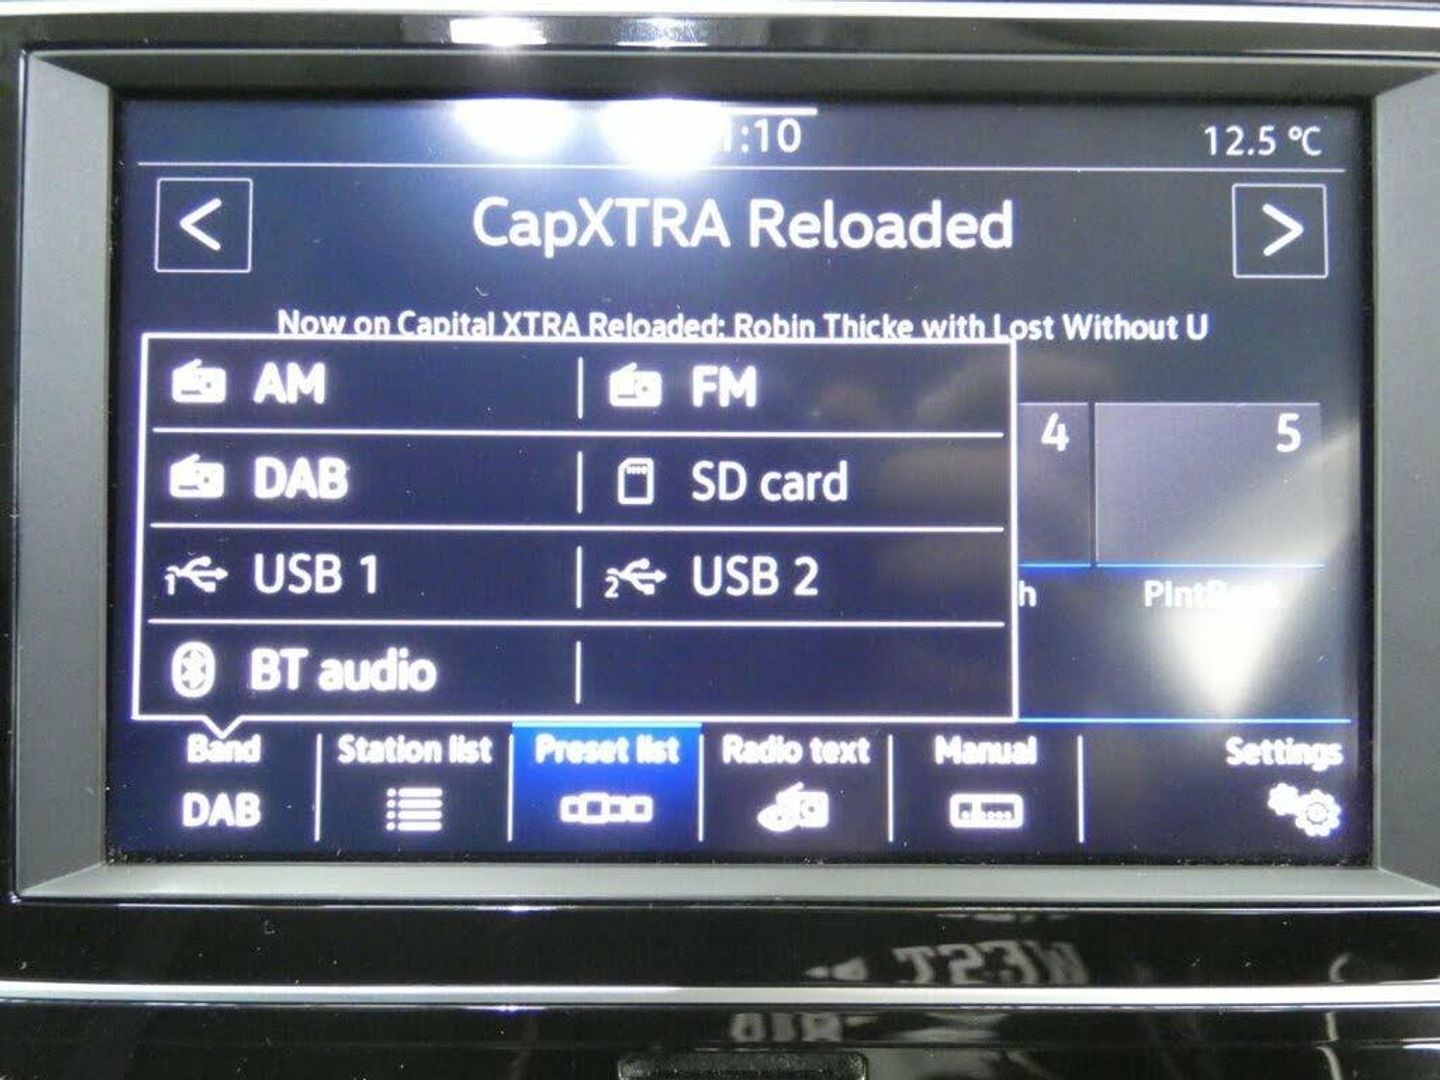 :10
12.5 °C
CapXTRA Reloaded
Now on Capital XTRA Reloaded: Robin Thicke with Lost Without U
AM
FM
4
5
DAB
SD card
1 USB 1
2 USB 2
h
BT audio
Band
Station list
Preset list
Radio text
Manual
Settings
DAB